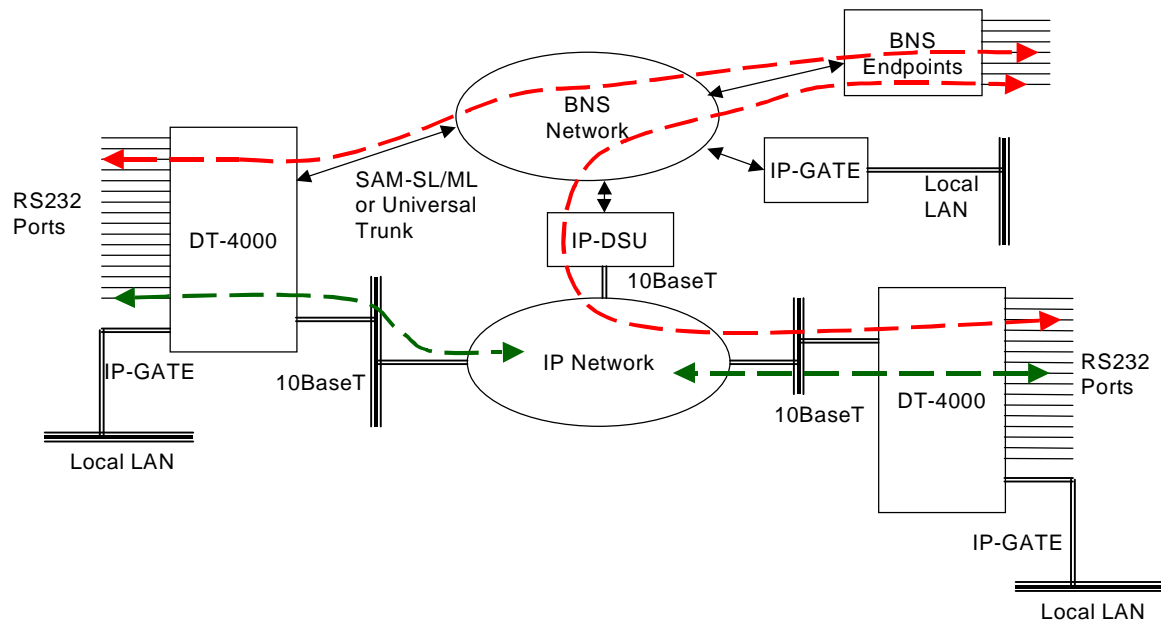 BNS
Endpoints
BNS
Network
IP-GATE
Local
LAN
SAM-SL/ML
or Universal
Trunk
RS232
Ports
DT-4000
IP-DSU
10BaseT
IP Network
IP-GATE
10BaseT
Local LAN
RS232
Ports
DT-4000
10BaseT
IP-GATE
Local LAN